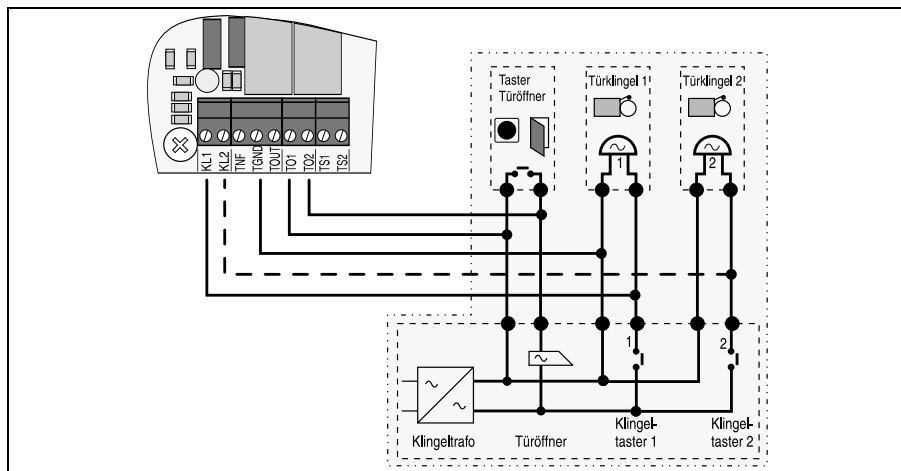 Taster
Türöffner
Türklingel 1
Türklingel 2
1
2
KL1
KL2
TNF
TGND
TOUT
TO1
TO2
TS1
TS2
1
2
Klingeltrafo
Türöffner
Klingel-
taster 1
Klingel-
taster 2